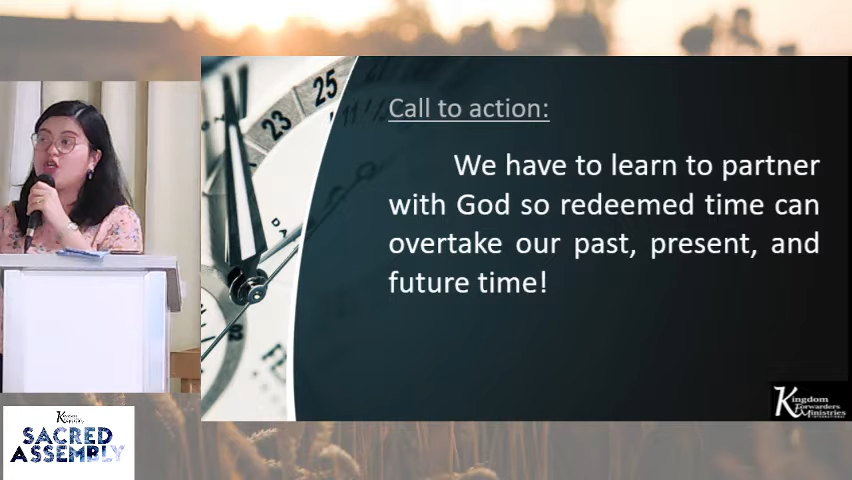 Call to action:
We have to learn to partner
with God so redeemed time can
overtake our past, present, and
future time!
25
23
Kingdom
Forwarders
Ministries
SACRED
ASSEMBLY